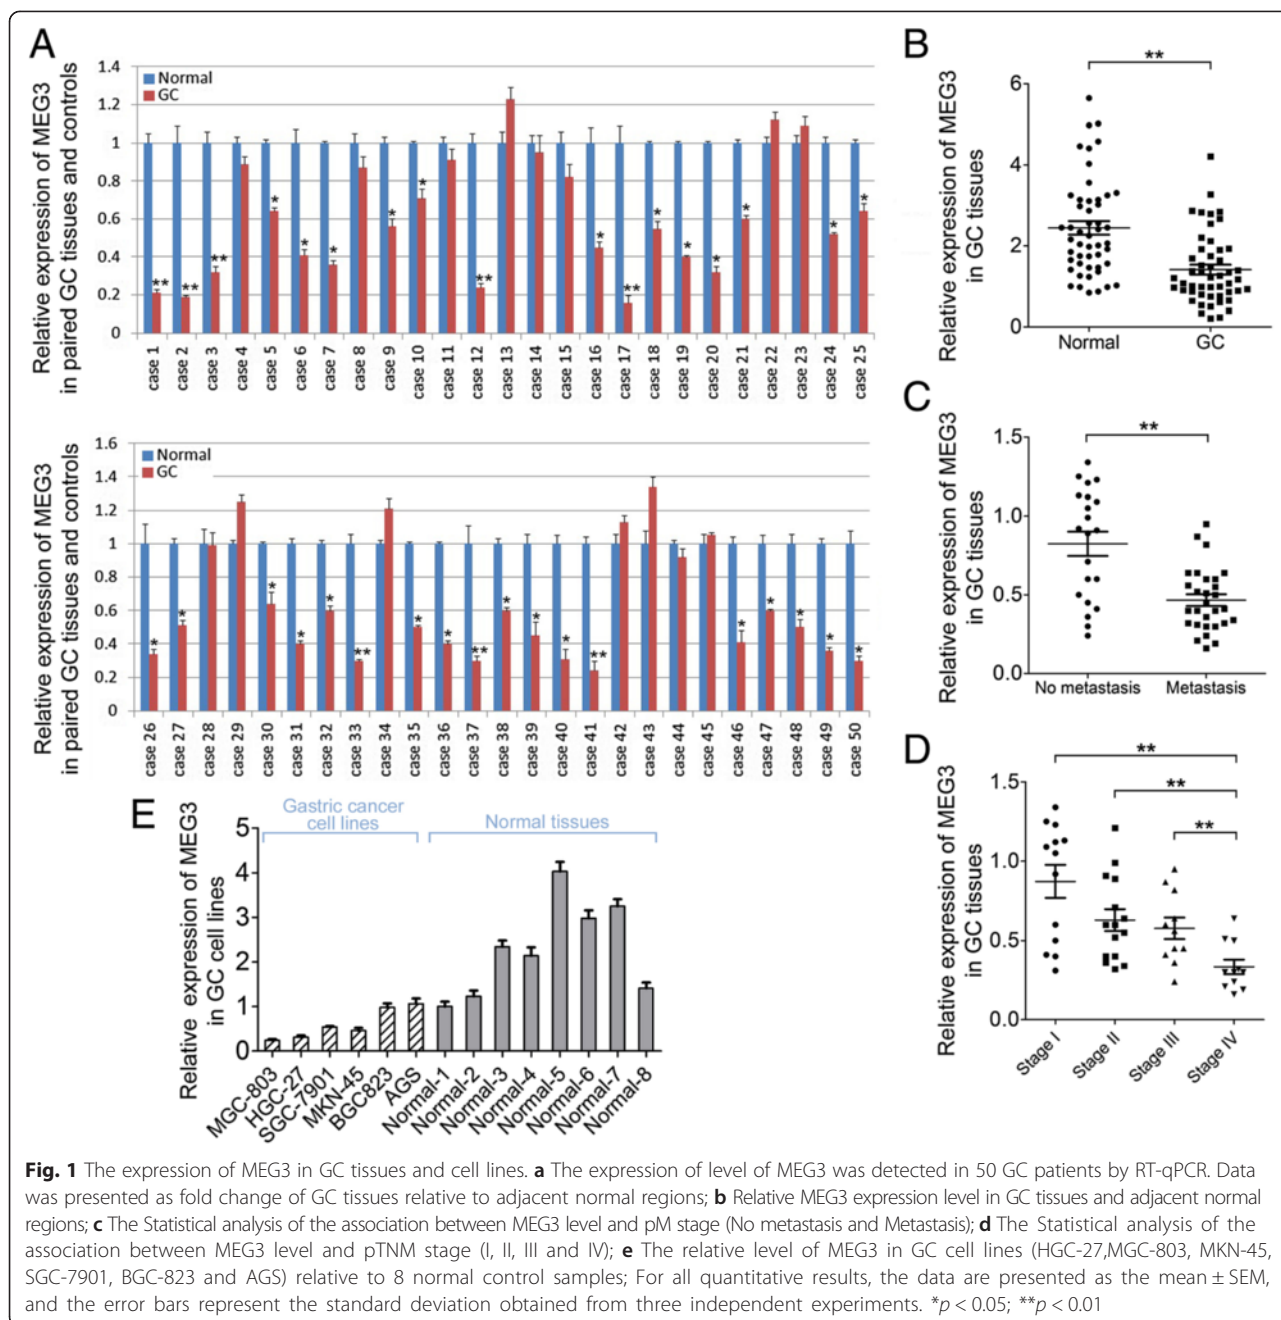 A
Relative expression of MEG3
in paired GC tissues and controls
1.4
1.2
1
0.8
0.6
0.4
0.2
0
Normal
GC
** ** ** * * * * * ** * ** * * * * * *
case 1 case 2 case 3 case 4 case 5 case 6 case 7 case 8 case 9 case 10 case 11 case 12 case 13 case 14 case 15 case 16 case 17 case 18 case 19 case 20 case 21 case 22 case 23 case 24 case 25
Relative expression of MEG3
in paired GC tissues and controls
1.6
1.4
1.2
1
0.8
0.6
0.4
0.2
0
Normal
GC
* * * * * ** * * ** * * * ** * * * * *
case 26 case 27 case 28 case 29 case 30 case 31 case 32 case 33 case 34 case 35 case 36 case 37 case 38 case 39 case 40 case 41 case 42 case 43 case 44 case 45 case 46 case 47 case 48 case 49 case 50
B
Relative expression of MEG3
in GC tissues
6
4
2
0
**
Normal GC
C
Relative expression of MEG3
in GC tissues
1.5
1.0
0.5
0.0
**
No metastasis Metastasis
D
Relative expression of MEG3
in GC tissues
1.5
1.0
0.5
0.0
**
**
**
Stage I Stage II Stage III Stage IV
E
Relative expression of MEG3
in GC cell lines
5
4
3
2
1
0
Gastric cancer
cell lines
Normal tissues
MGC-803 HGC-27 SGC-7901 MKN-45 BGC823 AGS Normal-1 Normal-2 Normal-3 Normal-4 Normal-5 Normal-6 Normal-7 Normal-8
Fig. 1 The expression of MEG3 in GC tissues and cell lines. a The expression of level of MEG3 was detected in 50 GC patients by RT-qPCR. Data
was presented as fold change of GC tissues relative to adjacent normal regions; b Relative MEG3 expression level in GC tissues and adjacent normal
regions; c The Statistical analysis of the association between MEG3 level and pM stage (No metastasis and Metastasis); d The Statistical analysis of the
association between MEG3 level and pTNM stage (I, II, III and IV); e The relative level of MEG3 in GC cell lines (HGC-27,MGC-803, MKN-45,
SGC-7901, BGC-823 and AGS) relative to 8 normal control samples; For all quantitative results, the data are presented as the mean ± SEM,
and the error bars represent the standard deviation obtained from three independent experiments. *p < 0.05; **p < 0.01